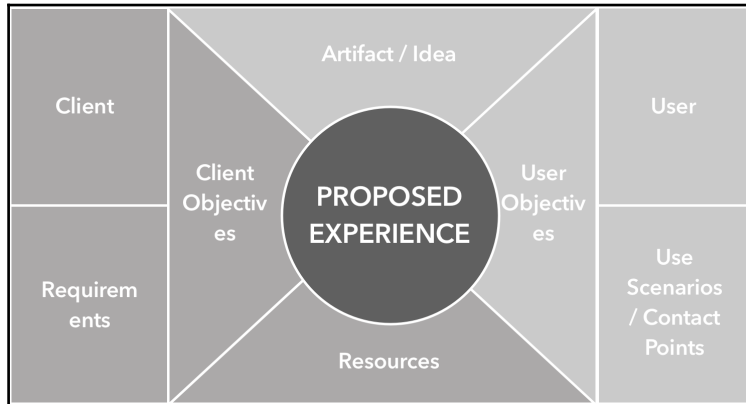 Artifact / Idea
Client
User
Client
Objectiv
es
PROPOSED
EXPERIENCE
User
Objectiv
es
Requirem
ents
Use
Scenarios
/ Contact
Points
Resources